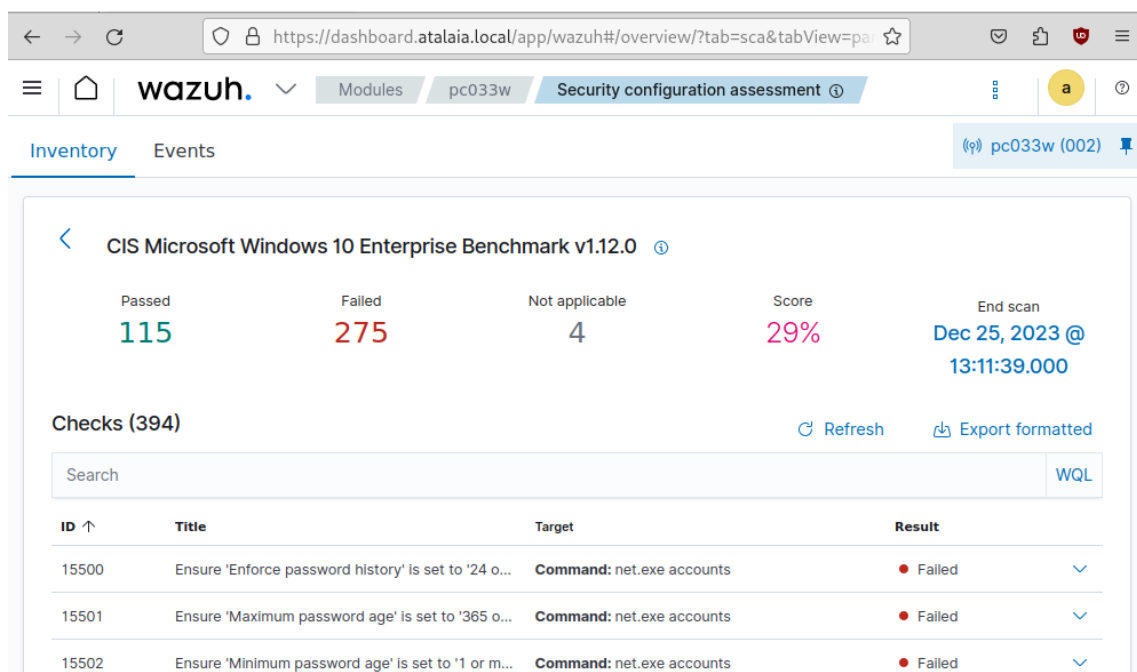 https://dashboard.atalaia.local/app/wazuh#/overview/?tab=sca&tabView=pa
wazuh. Modules pc033w Security configuration assessment a
Inventory Events pc033w (002)
CIS Microsoft Windows 10 Enterprise Benchmark v1.12.0
Passed Failed Not applicable Score End scan
115 275 4 29% Dec 25, 2023 @
13:11:39.000
Checks (394) Refresh Export formatted
Search WQL
ID Title Target Result
15500 Ensure 'Enforce password history' is set to '24 o... Command: net.exe accounts Failed
15501 Ensure 'Maximum password age' is set to '365 o... Command: net.exe accounts Failed
15502 Ensure 'Minimum password age' is set to '1 or m... Command: net.exe accounts Failed